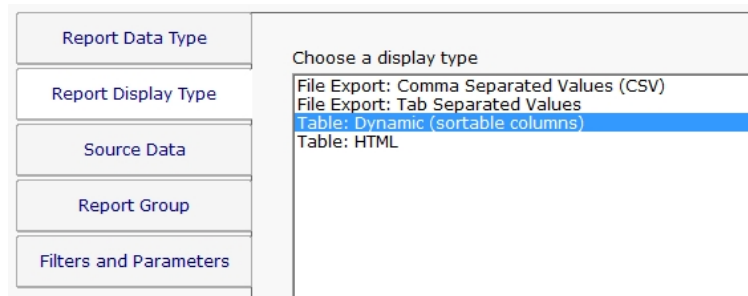 Report Data Type
Report Display Type
Source Data
Report Group
Filters and Parameters
Choose a display type
File Export: Comma Separated Values (CSV)
File Export: Tab Separated Values
Table: Dynamic (sortable columns)
Table: HTML